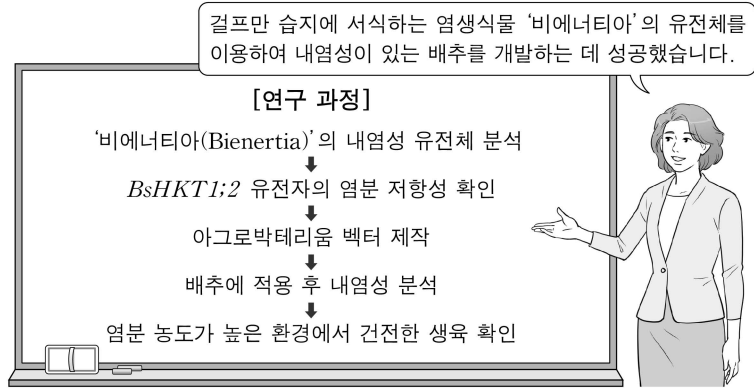 걸프만 습지에 서식하는 염생식물 ‘비에너티아’의 유전체를
이용하여 내염성이 있는 배추를 개발하는 데 성공했습니다.
[연구 과정]
‘비에너티아(Bienertia)’의 내염성 유전체 분석
⬇
BsHKT1;2 유전자의 염분 저항성 확인
⬇
아그로박테리움 벡터 제작
⬇
배추에 적용 후 내염성 분석
⬇
염분 농도가 높은 환경에서 건전한 생육 확인